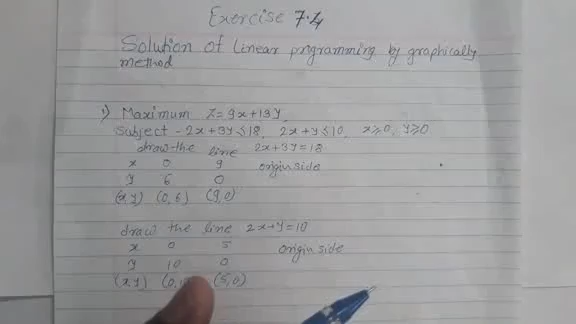 Exercise 7.4
Solution of linear prigramming by graphically
method
1) Maximum Z=9x+13y
Subject -2x+3y≤18, 2x+y≤10, x≥0, y≥0
draw the line 2x+3y=18
x 0 9 origin side
y 6 0
(x,y) (0,6) (9,0)
draw the line 2x+y=10
x 0 5 origin side
y 10 0
(x,y) (5,0)